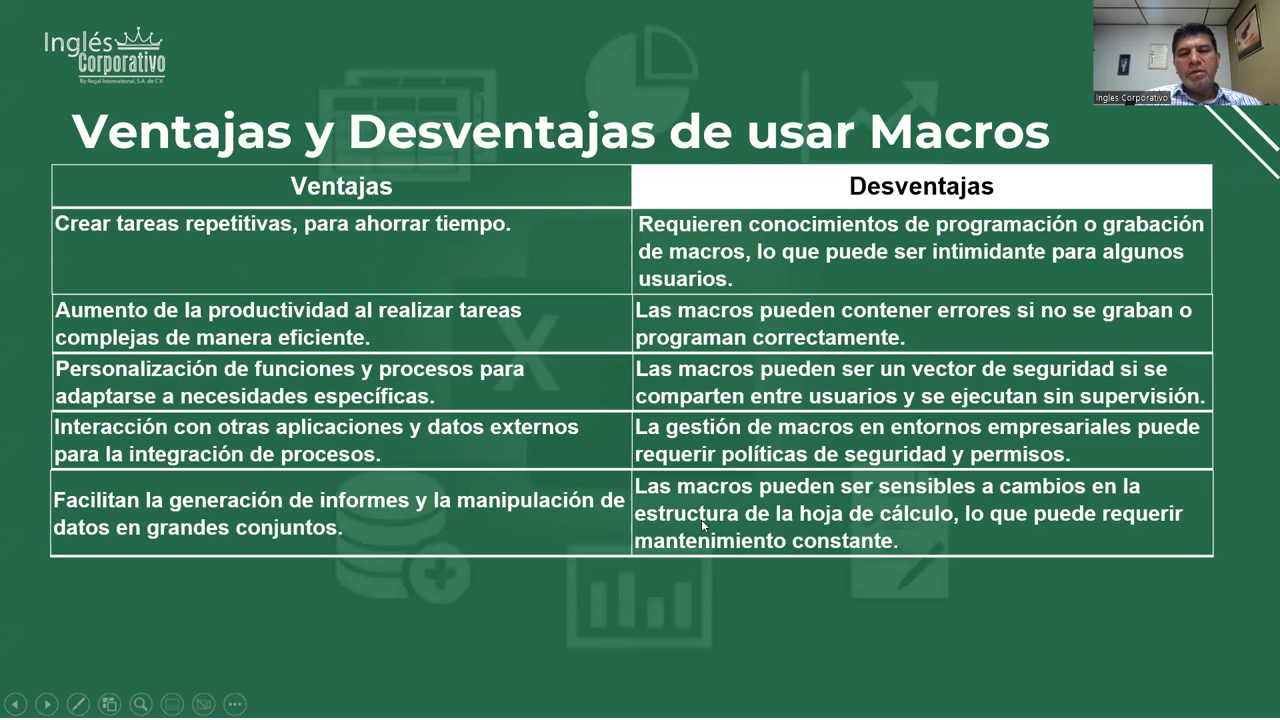 Inglés
Corporativo
By Regal International, S.A. de C.V.
Ingles Corporativo
Ventajas y Desventajas de usar Macros
Ventajas
Desventajas
Crear tareas repetitivas, para ahorrar tiempo.
Requieren conocimientos de programación o grabación
de macros, lo que puede ser intimidante para algunos
usuarios.
Aumento de la productividad al realizar tareas
complejas de manera eficiente.
Las macros pueden contener errores si no se graban o
programan correctamente.
Personalización de funciones y procesos para
adaptarse a necesidades específicas.
Las macros pueden ser un vector de seguridad si se
comparten entre usuarios y se ejecutan sin supervisión.
Interacción con otras aplicaciones y datos externos
para la integración de procesos.
La gestión de macros en entornos empresariales puede
requerir políticas de seguridad y permisos.
Facilitan la generación de informes y la manipulación de
datos en grandes conjuntos.
Las macros pueden ser sensibles a cambios en la
estructura de la hoja de cálculo, lo que puede requerir
mantenimiento constante.
X